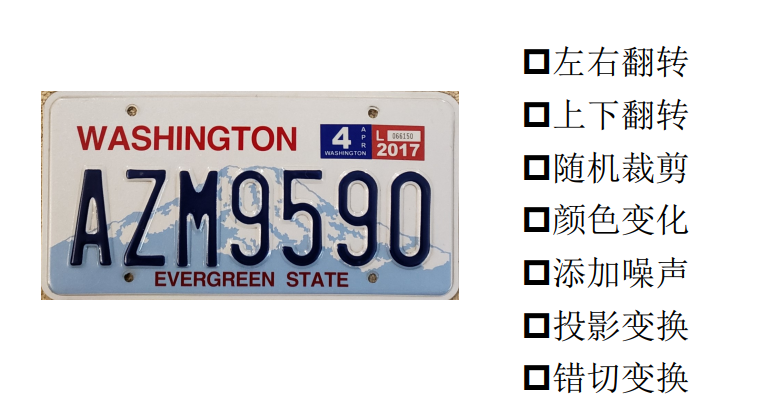 WASHINGTON
4
APR
WASHINGTON
L
066150
2017
AZM9590
EVERGREEN STATE
左右翻转
上下翻转
随机裁剪
颜色变化
添加噪声
投影变换
错切变换